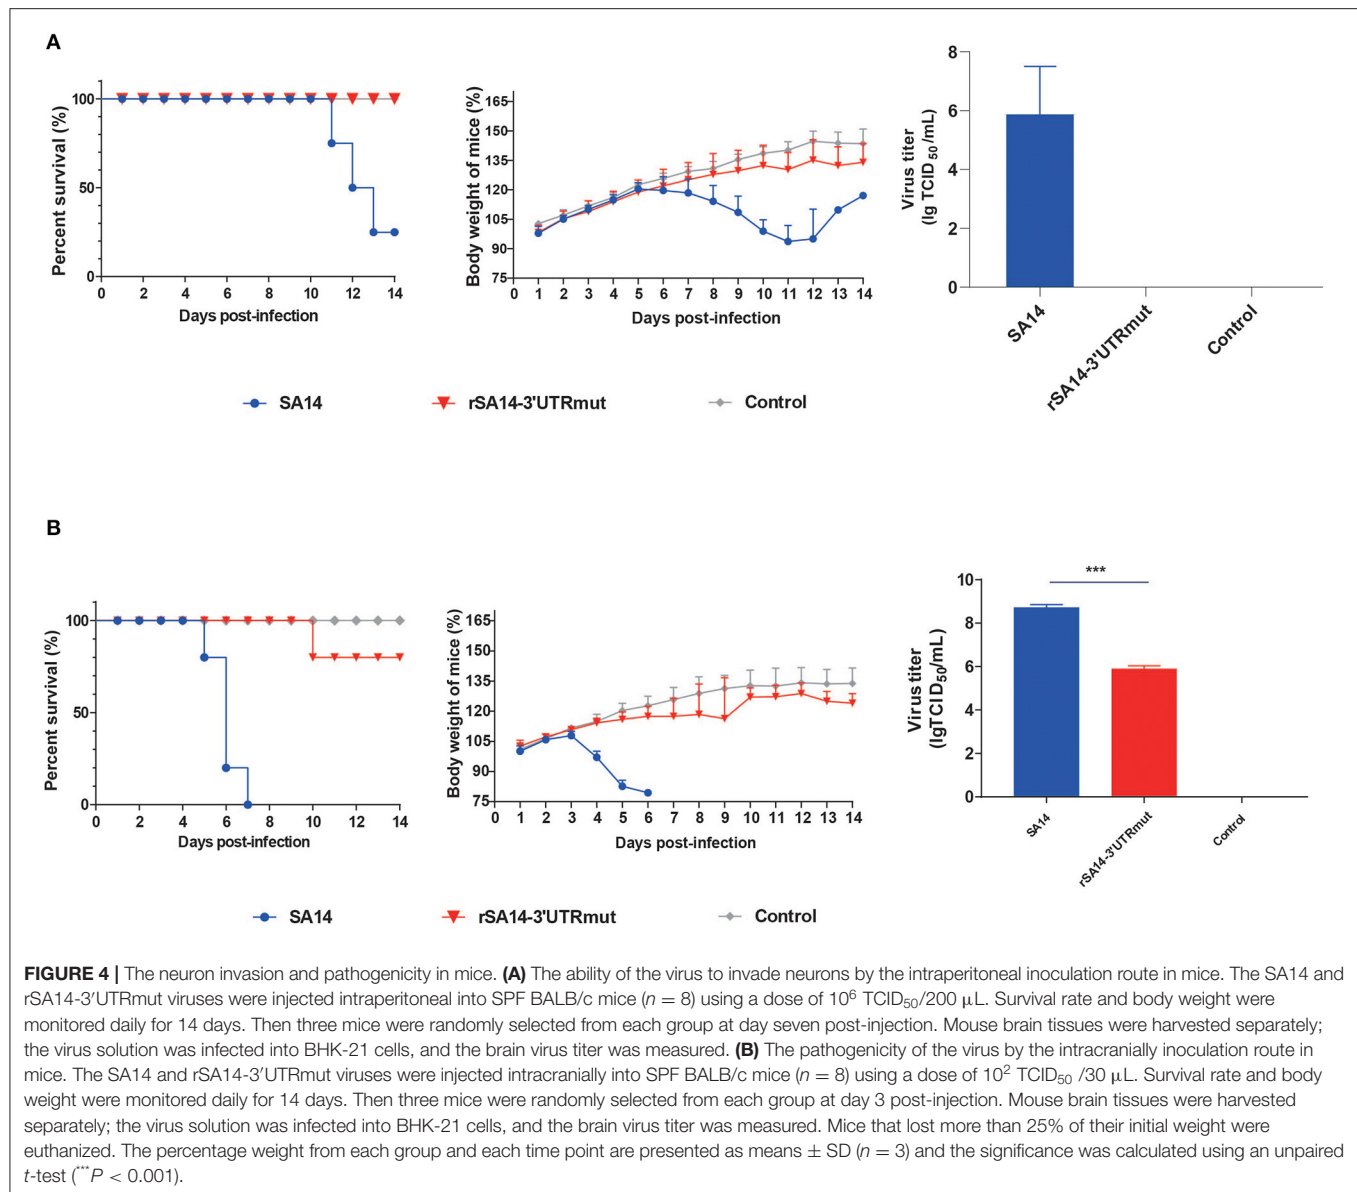 A
Percent survival (%)
100
50
0
0 2 4 6 8 10 12 14
Days post-infection
Body weight of mice (%)
165
150
135
120
105
90
75
0 1 2 3 4 5 6 7 8 9 10 11 12 13 14
Days post-infection
Virus titer
(lg TCID50/mL)
8
6
4
2
0
SA14
rSA14-3'UTRmut
Control
SA14 rSA14-3'UTRmut Control
B
Percent survival (%)
100
50
0
0 2 4 6 8 10 12 14
Days post-infection
Body weight of mice (%)
165
150
135
120
105
90
75
0 1 2 3 4 5 6 7 8 9 10 11 12 13 14
Days post-infection
Virus titer
(lgTCID50/mL)
10
8
6
4
2
0
***
SA14
rSA14-3'UTRmut
Control
SA14 rSA14-3'UTRmut Control
FIGURE 4 | The neuron invasion and pathogenicity in mice. (A) The ability of the virus to invade neurons by the intraperitoneal inoculation route in mice. The SA14 and
rSA14-3′UTRmut viruses were injected intraperitoneal into SPF BALB/c mice (n = 8) using a dose of 10⁶ TCID₅₀/200 μL. Survival rate and body weight were
monitored daily for 14 days. Then three mice were randomly selected from each group at day seven post-injection. Mouse brain tissues were harvested separately;
the virus solution was infected into BHK-21 cells, and the brain virus titer was measured. (B) The pathogenicity of the virus by the intracranially inoculation route in
mice. The SA14 and rSA14-3′UTRmut viruses were injected intracranially into SPF BALB/c mice (n = 8) using a dose of 10² TCID₅₀ /30 μL. Survival rate and body
weight were monitored daily for 14 days. Then three mice were randomly selected from each group at day 3 post-injection. Mouse brain tissues were harvested
separately; the virus solution was infected into BHK-21 cells, and the brain virus titer was measured. Mice that lost more than 25% of their initial weight were
euthanized. The percentage weight from each group and each time point are presented as means ± SD (n = 3) and the significance was calculated using an unpaired
t-test (***P < 0.001).